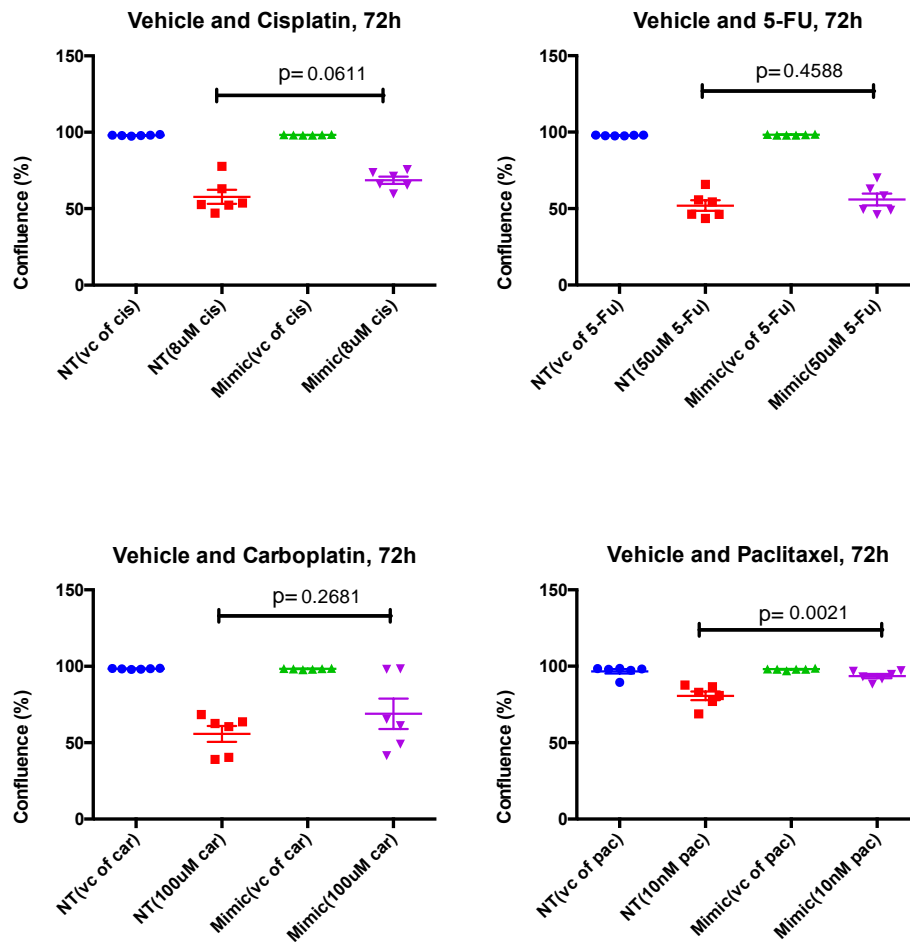 Vehicle and Cisplatin, 72h
p= 0.0611
150
100
50
0
Confluence (%)
NT(vc of cis)
NT(8uM cis)
Mimic(vc of cis)
Mimic(8uM cis)
Vehicle and 5-FU, 72h
p= 0.4588
150
100
50
0
Confluence (%)
NT(vc of 5-Fu)
NT(50uM 5-Fu)
Mimic(vc of 5-Fu)
Mimic(50uM 5-Fu)
Vehicle and Carboplatin, 72h
p= 0.2681
150
100
50
0
Confluence (%)
NT(vc of car)
NT(100uM car)
Mimic(vc of car)
Mimic(100uM car)
Vehicle and Paclitaxel, 72h
p= 0.0021
150
100
50
0
Confluence (%)
NT(vc of pac)
NT(10nM pac)
Mimic(vc of pac)
Mimic(10nM pac)